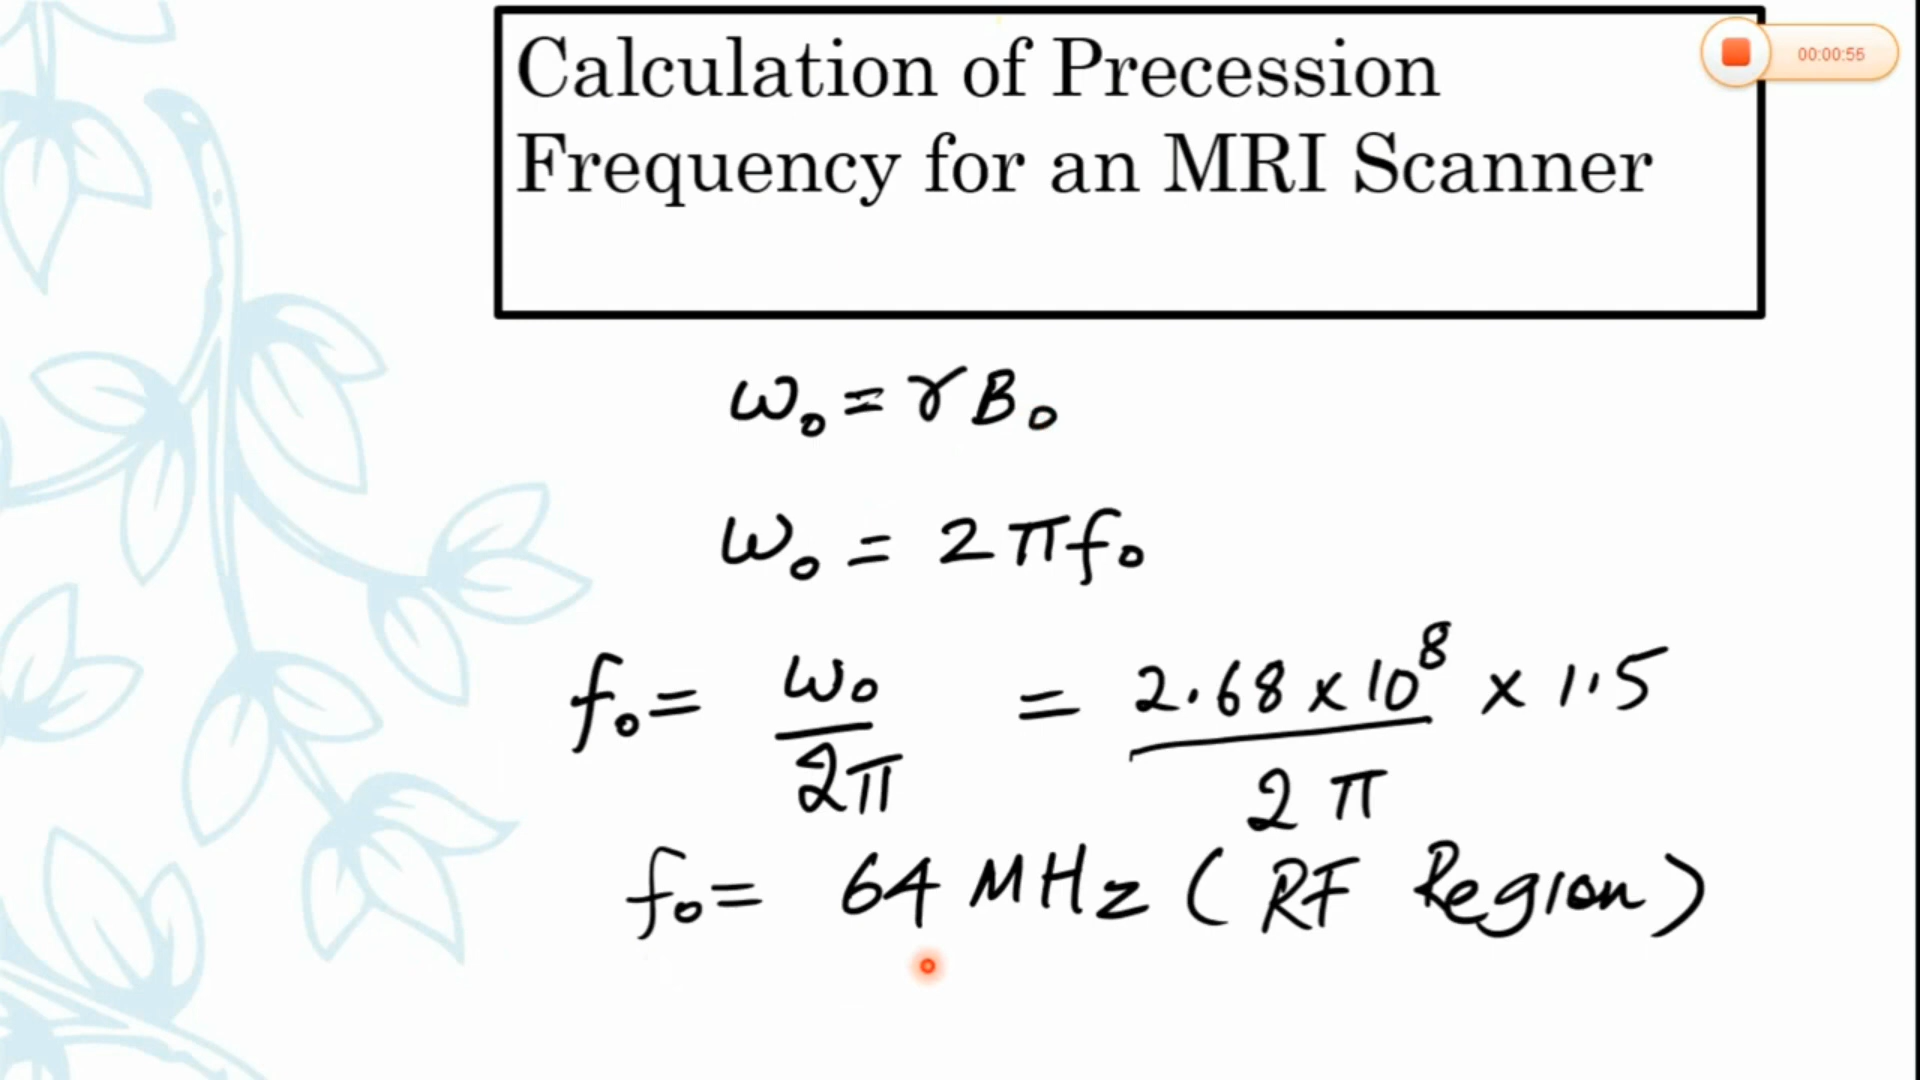 Calculation of Precession
Frequency for an MRI Scanner
00:00:55
ω₀ = γB₀
ω₀ = 2πf₀
f₀ = ω₀/2π = 2.68 x 10⁸/2π x 1.5
f₀ = 64 MHz (RF Region)